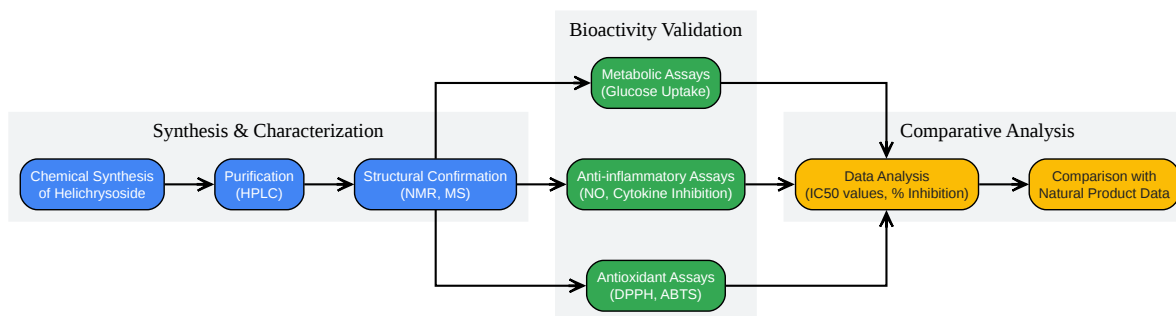 Bioactivity Validation
Metabolic Assays
(Glucose Uptake)
Synthesis & Characterization
Comparative Analysis
Chemical Synthesis
of Helichrysoside
Purification
(HPLC)
Structural Confirmation
(NMR, MS)
Anti-inflammatory Assays
(NO, Cytokine Inhibition)
Data Analysis
(IC50 values, % Inhibition)
Comparison with
Natural Product Data
Antioxidant Assays
(DPPH, ABTS)